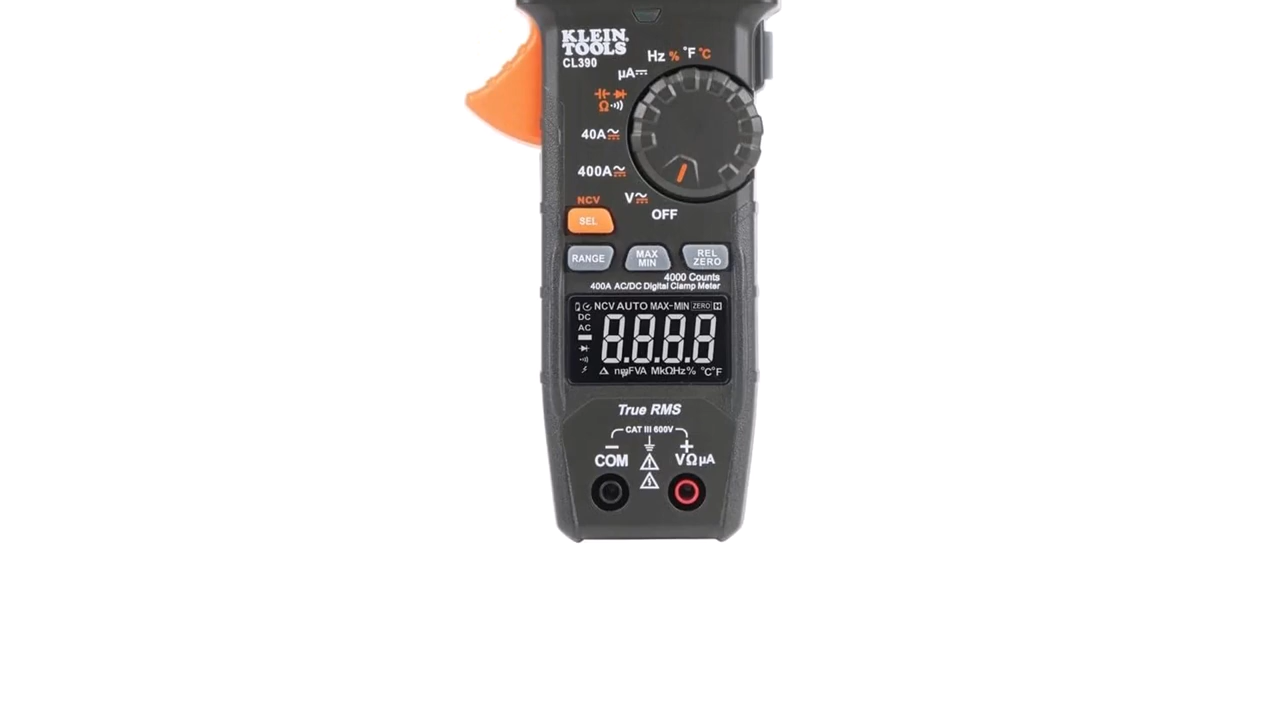 KLEIN
TOOLS
CL390
Hz % °F °C
μA
Ω
40A
400A
V
OFF
NCV
SEL
RANGE
MAX
MIN
REL
ZERO
4000 Counts
400A AC/DC Digital Clamp Meter
NCV AUTO MAX-MIN ZERO H
DC
AC
8.8.8.8
FVA MkΩHz% °C°F
True RMS
CAT III 600V
− +
COM VΩμA